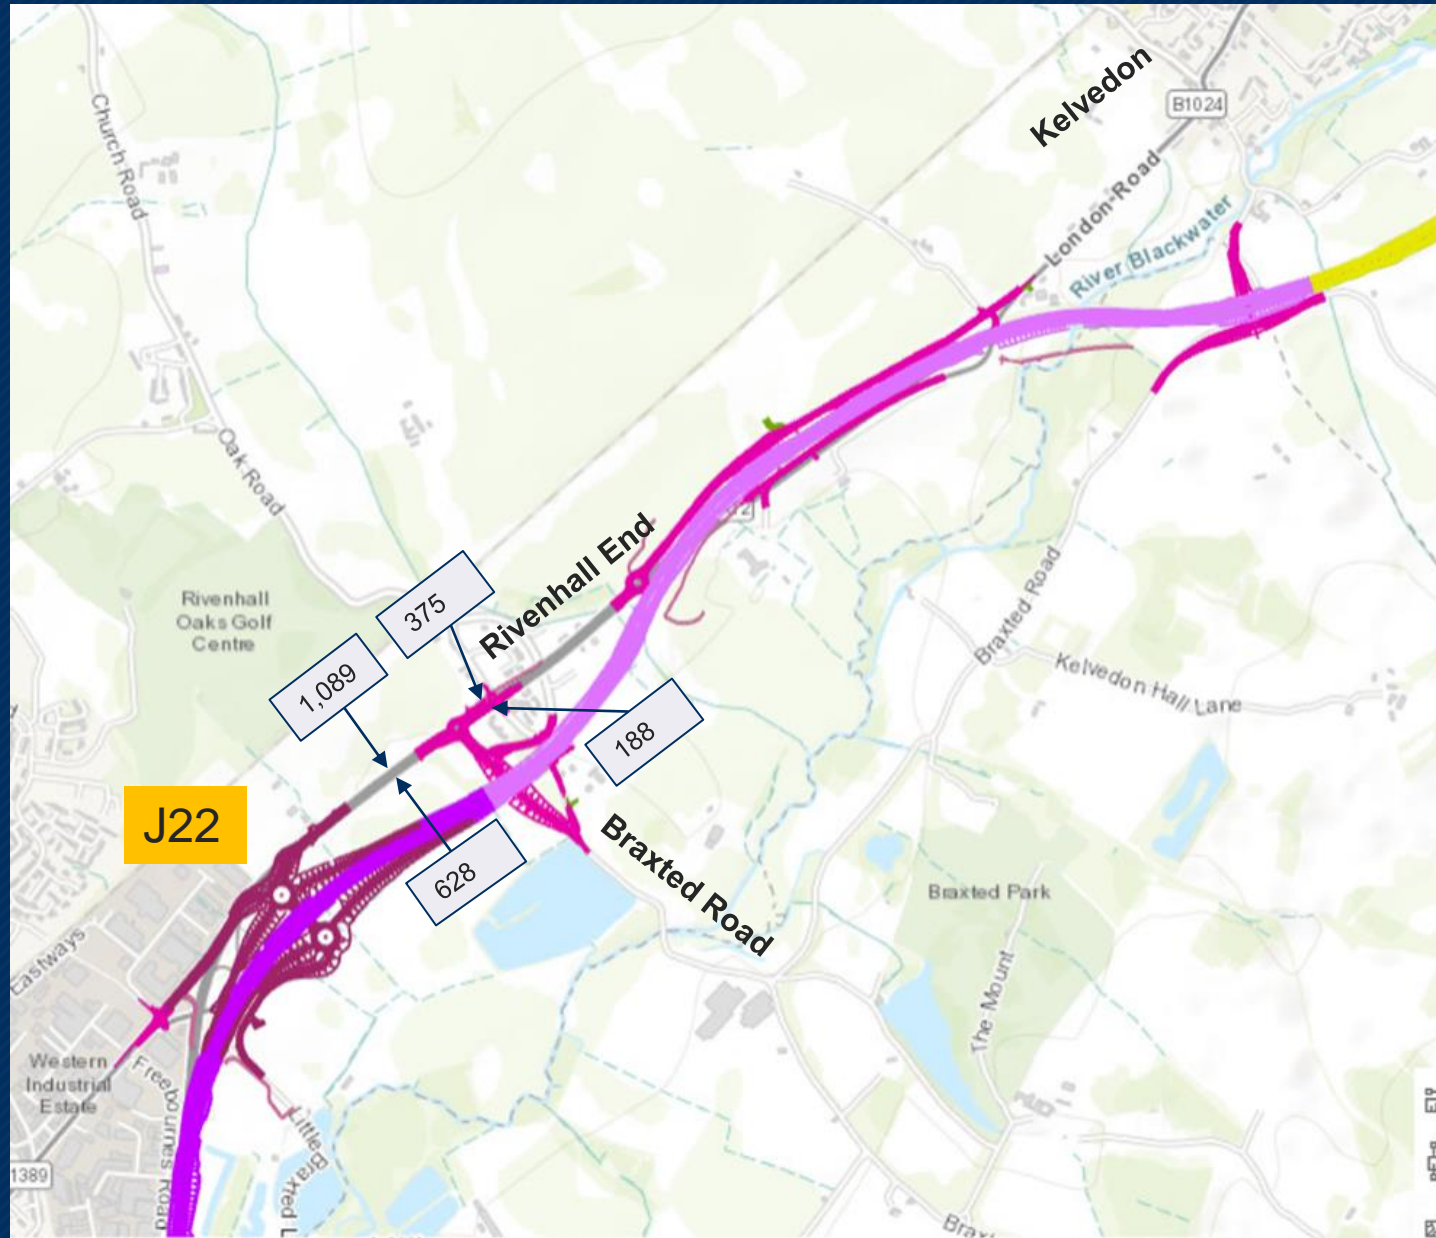 Kelvedon
B1024
Church Road
London Road
River Blackwater
Oak Road
Rivenhall End
Rivenhall
Oaks Golf
Centre
375
1,089
188
Braxted Road
Kelvedon Hall Lane
J22
628
Braxted Road
Braxted Park
Eastways
The Mount
Western
Industrial
Estate
Freebournes Road
Little Braxted L
1389
Brax